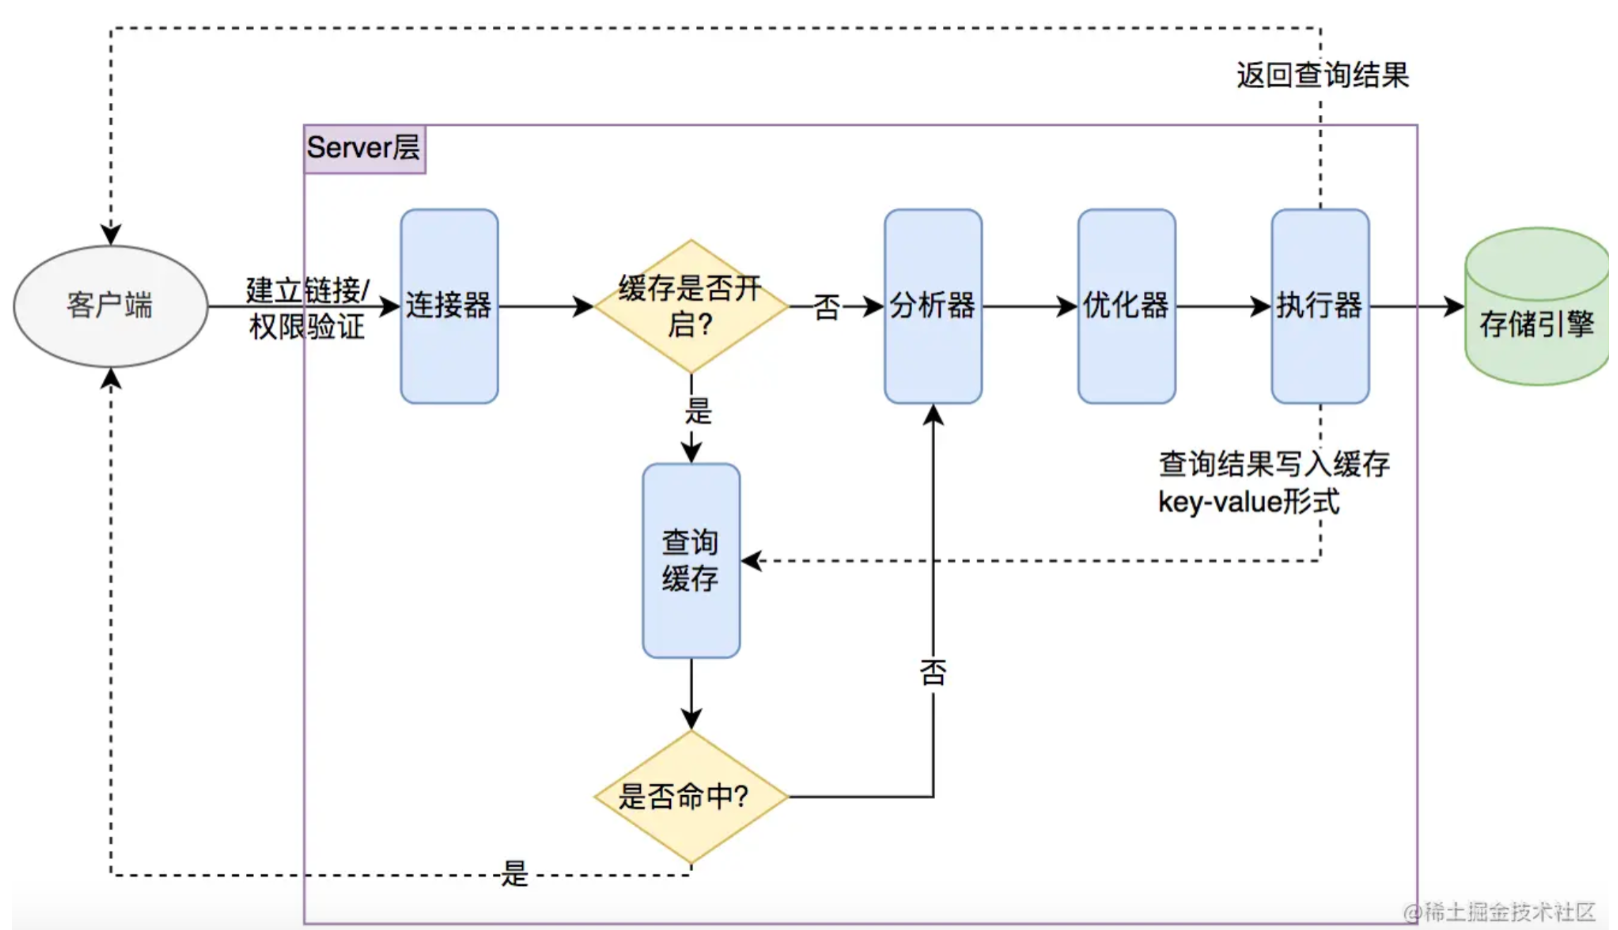 返回查询结果
Server层
客户端
建立链接/
权限验证
连接器
缓存是否开
启?
否
分析器
优化器
执行器
存储引擎
是
查询结果写入缓存
key-value形式
查询
缓存
否
是否命中?
是
@稀土掘金技术社区